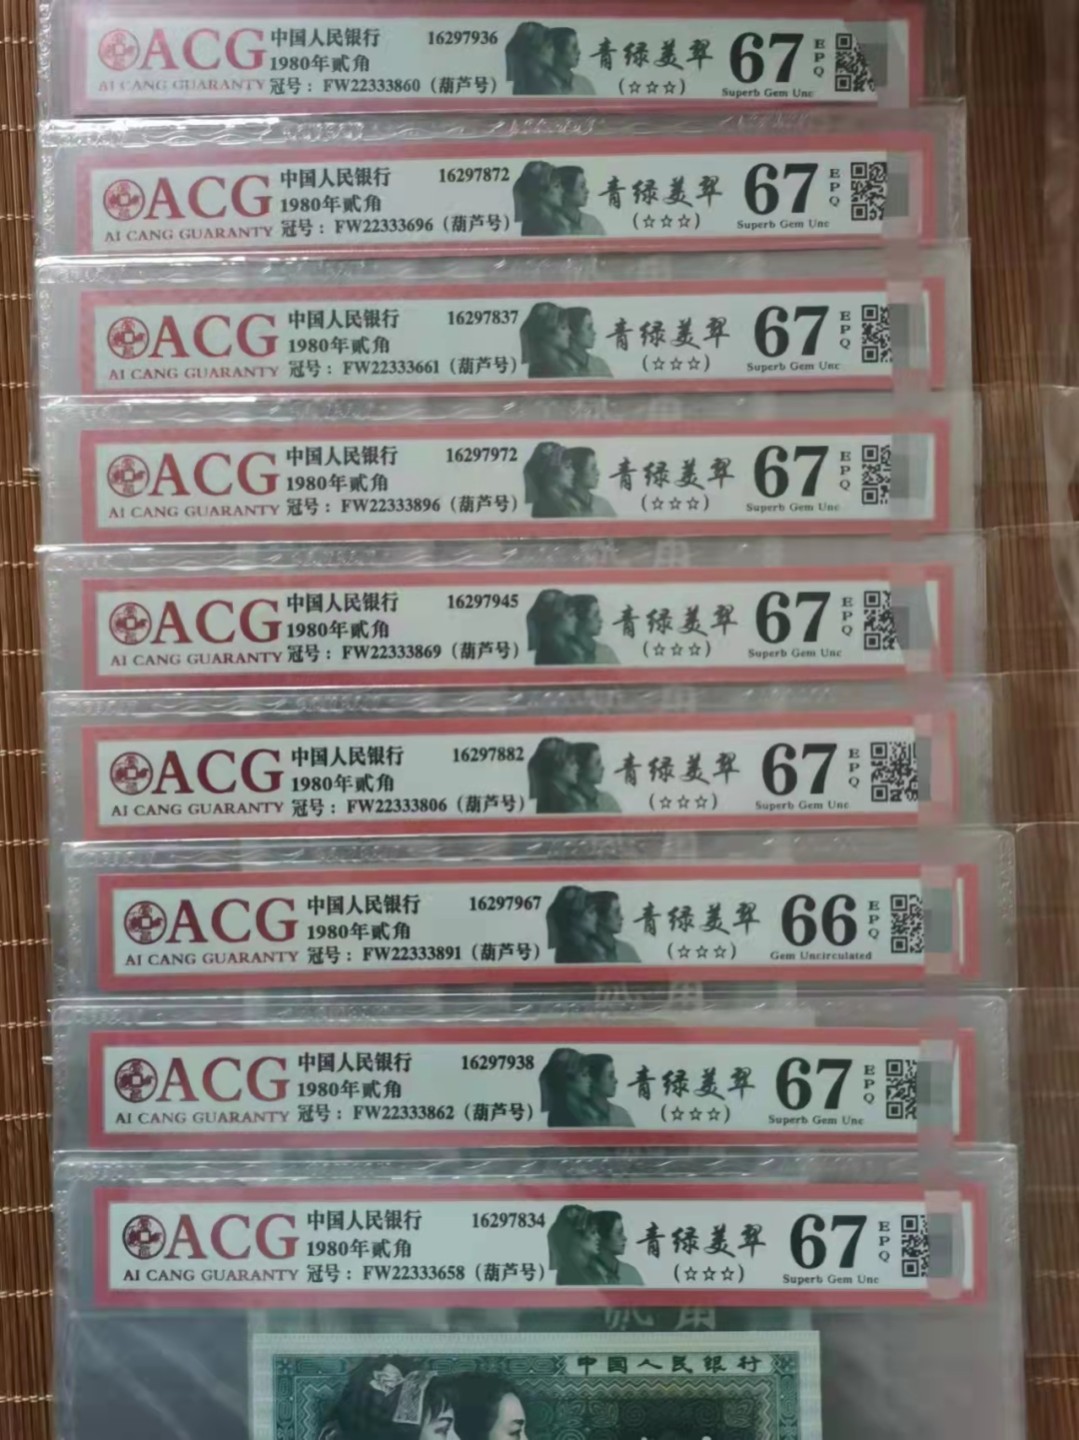 ACG 中国人民银行 16297936 青绿美翠 67 EPQ
AI CANG GUARANTY 1980年贰角 (☆☆☆) Superb Gem Unc
冠号：FW22333860（葫芦号）
ACG 中国人民银行 16297872 青绿美翠 67 EPQ
AI CANG GUARANTY 1980年贰角 (☆☆☆) Superb Gem Unc
冠号：FW22333696（葫芦号）
ACG 中国人民银行 16297837 青绿美翠 67 EPQ
AI CANG GUARANTY 1980年贰角 (☆☆☆) Superb Gem Unc
冠号：FW22333661（葫芦号）
ACG 中国人民银行 16297972 青绿美翠 67 EPQ
AI CANG GUARANTY 1980年贰角 (☆☆☆) Superb Gem Unc
冠号：FW22333896（葫芦号）
ACG 中国人民银行 16297945 青绿美翠 67 EPQ
AI CANG GUARANTY 1980年贰角 (☆☆☆) Superb Gem Unc
冠号：FW22333869（葫芦号）
ACG 中国人民银行 16297882 青绿美翠 67 EPQ
AI CANG GUARANTY 1980年贰角 (☆☆☆) Superb Gem Unc
冠号：FW22333806（葫芦号）
ACG 中国人民银行 16297967 青绿美翠 66 EPQ
AI CANG GUARANTY 1980年贰角 (☆☆☆) Gem Uncirculated
冠号：FW22333891（葫芦号）
ACG 中国人民银行 16297938 青绿美翠 67 EPQ
AI CANG GUARANTY 1980年贰角 (☆☆☆) Superb Gem Unc
冠号：FW22333862（葫芦号）
ACG 中国人民银行 16297834 青绿美翠 67 EPQ
AI CANG GUARANTY 1980年贰角 (☆☆☆) Superb Gem Unc
冠号：FW22333658（葫芦号）
贰角
中国人民银行